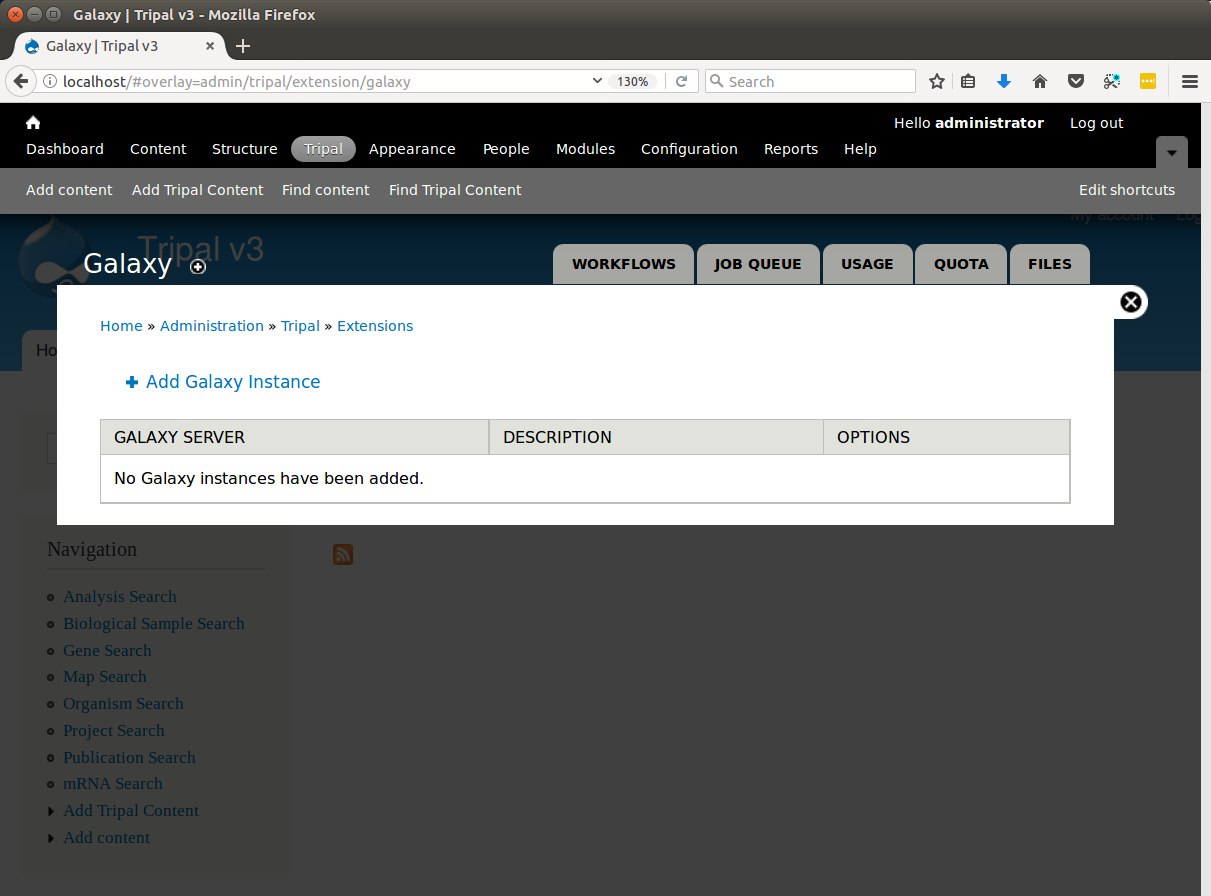 Galaxy | Tripal v3 - Mozilla Firefox
Galaxy | Tripal v3
localhost/#overlay=admin/tripal/extension/galaxy 130% Search
Hello administrator Log out
Dashboard Content Structure Tripal Appearance People Modules Configuration Reports Help
Add content Add Tripal Content Find content Find Tripal Content Edit shortcuts
My account Log
Tripal v3
Galaxy WORKFLOWS JOB QUEUE USAGE QUOTA FILES
Home » Administration » Tripal » Extensions
Ho
Add Galaxy Instance
GALAXY SERVER DESCRIPTION OPTIONS
No Galaxy instances have been added.
Navigation
Analysis Search
Biological Sample Search
Gene Search
Map Search
Organism Search
Project Search
Publication Search
mRNA Search
Add Tripal Content
Add content